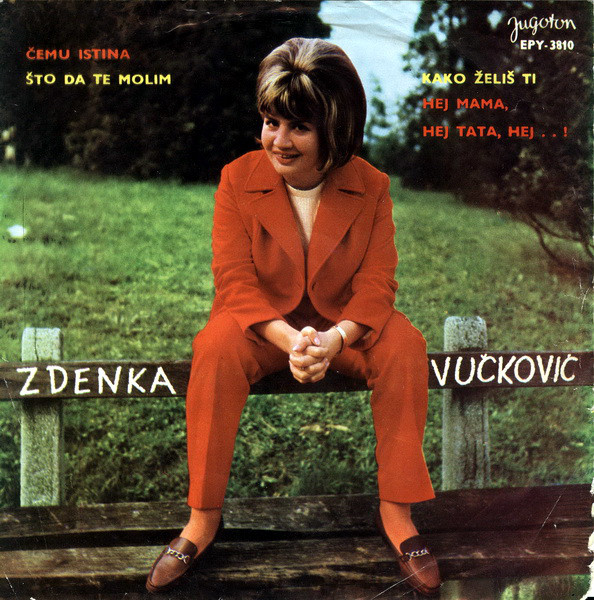 Jugoton
EPY-3810
ČEMU ISTINA
ŠTO DA TE MOLIM
KAKO ŽELIŠ TI
HEJ MAMA,
HEJ TATA, HEJ . . !
ZDENKA VUČKOVIĆ